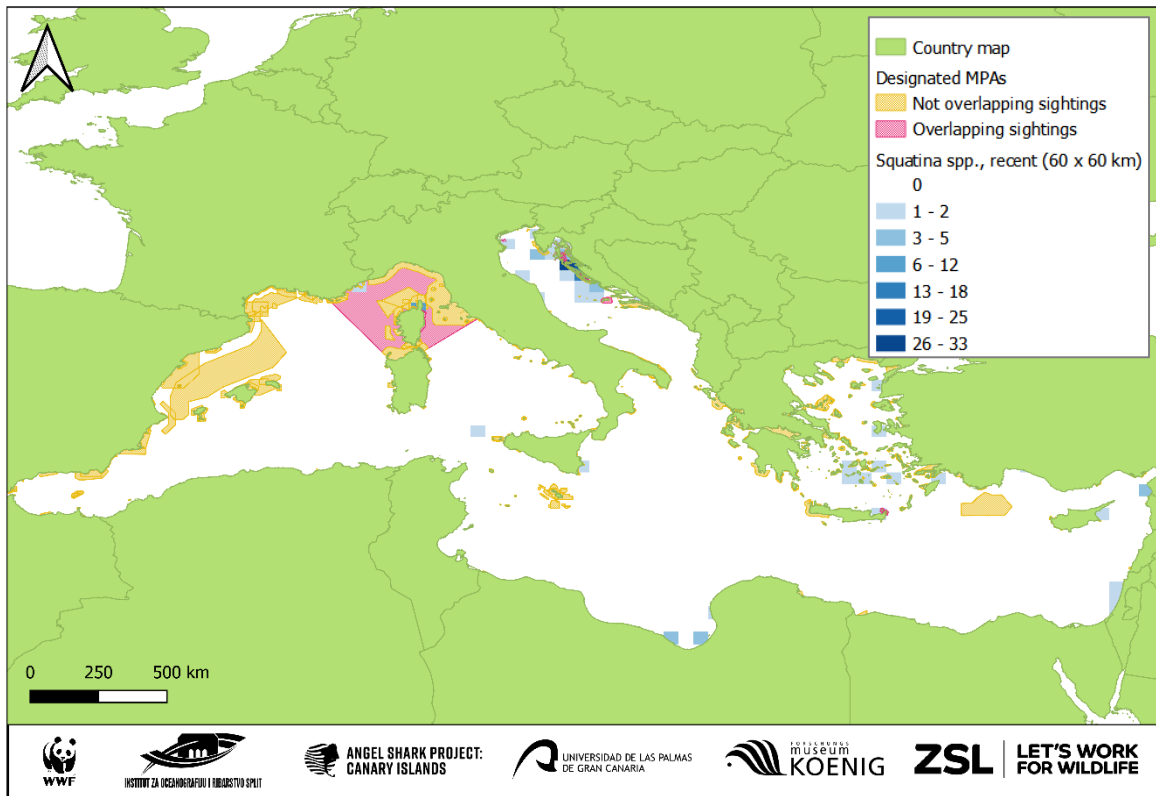 Country map
Designated MPAs
Not overlapping sightings
Overlapping sightings
Squatina spp., recent (60 x 60 km)
0
1 - 2
3 - 5
6 - 12
13 - 18
19 - 25
26 - 33
0 250 500 km
WWF
INSTITUT ZA OCEANOGRAFIJU I RIBARSTVO SPLIT
ANGEL SHARK PROJECT:
CANARY ISLANDS
UNIVERSIDAD DE LAS PALMAS
DE GRAN CANARIA
FORSCHUNGS
museum
KOENIG
ZSL
LET'S WORK
FOR WILDLIFE